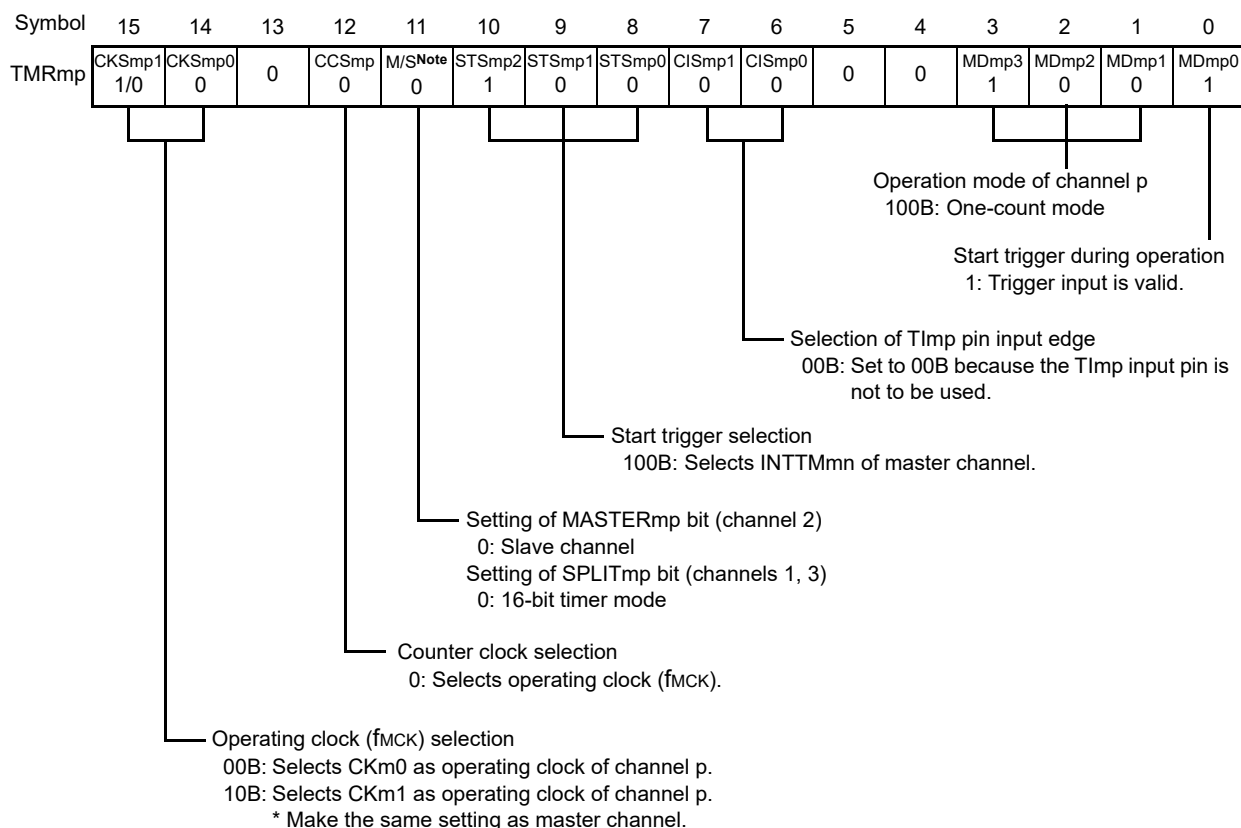 Symbol 15 14 13 12 11 10 9 8 7 6 5 4 3 2 1 0
TMRmp CKSmp1 CKSmp0 CCSmp M/SNote STSmp2 STSmp1 STSmp0 CISmp1 CISmp0 MDmp3 MDmp2 MDmp1 MDmp0
1/0 0 0 0 0 1 0 0 0 0 0 0 1 0 0 1
Operation mode of channel p
100B: One-count mode
Start trigger during operation
1: Trigger input is valid.
Selection of TImp pin input edge
00B: Set to 00B because the TImp input pin is
not to be used.
Start trigger selection
100B: Selects INTTMmn of master channel.
Setting of MASTERmp bit (channel 2)
0: Slave channel
Setting of SPLITmp bit (channels 1, 3)
0: 16-bit timer mode
Counter clock selection
0: Selects operating clock (fMCK).
Operating clock (fMCK) selection
00B: Selects CKm0 as operating clock of channel p.
10B: Selects CKm1 as operating clock of channel p.
* Make the same setting as master channel.